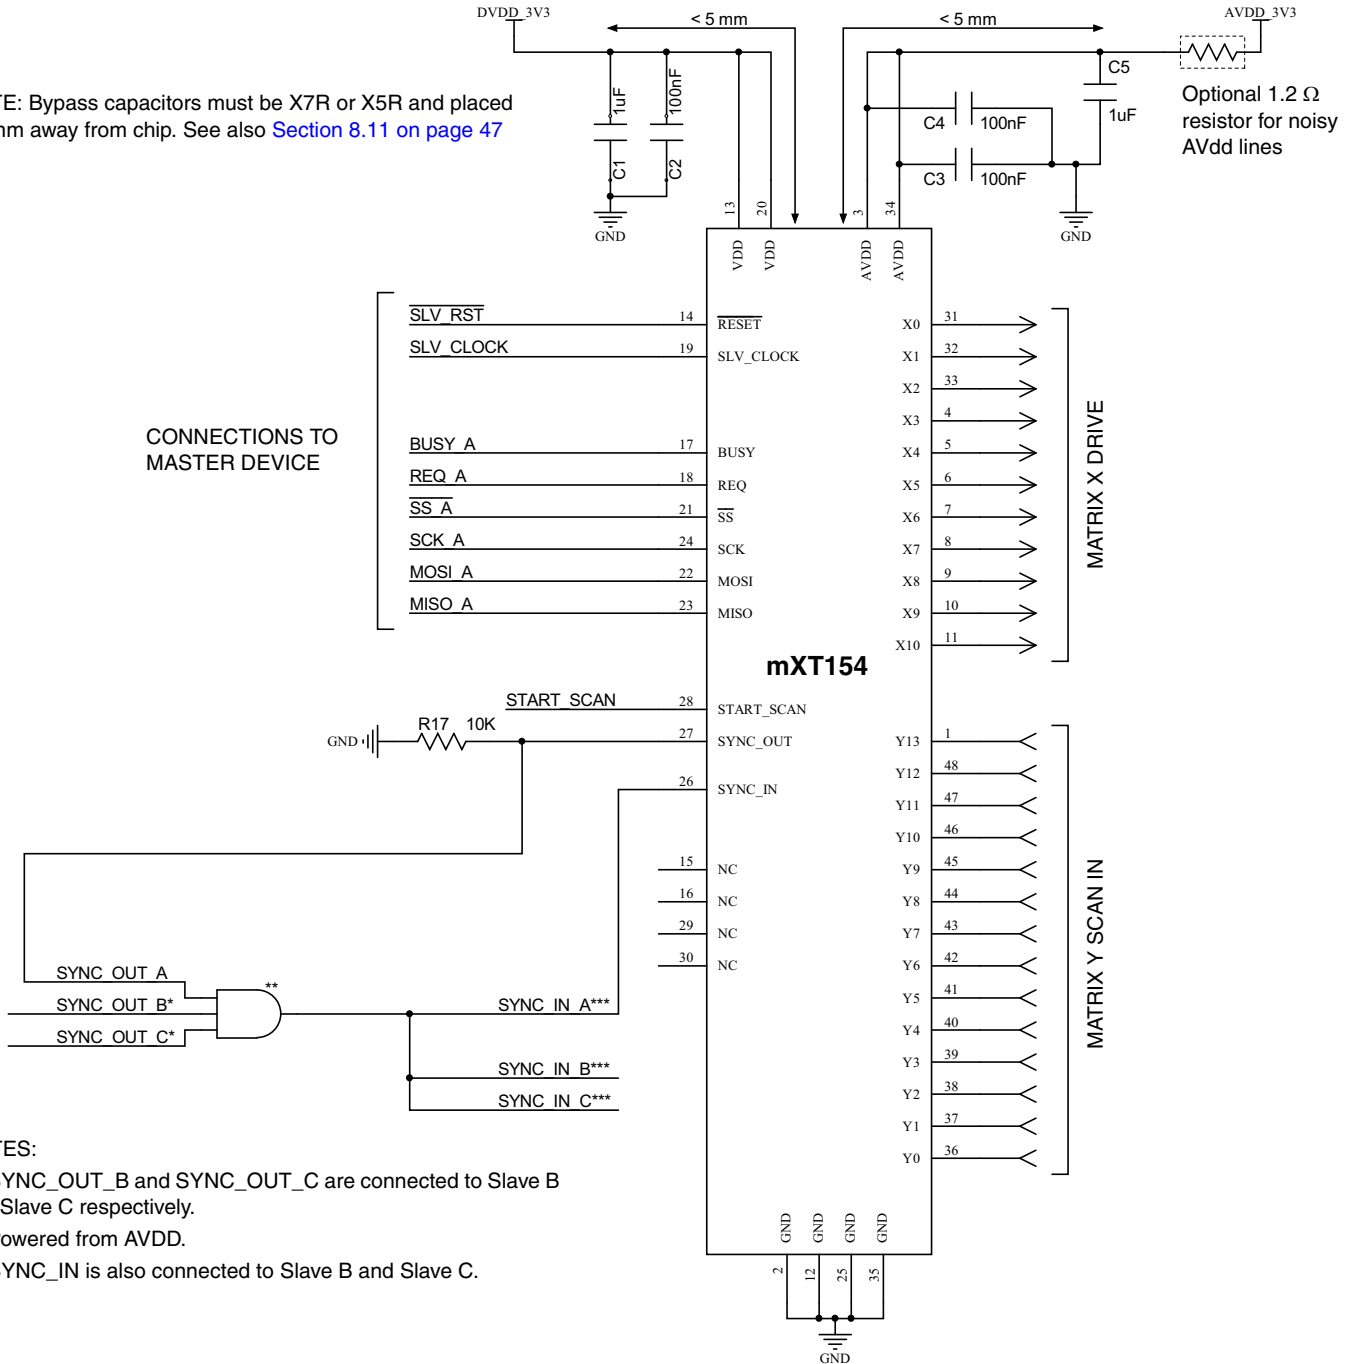 DVDD_3V3
< 5 mm
< 5 mm
AVDD_3V3
TE: Bypass capacitors must be X7R or X5R and placed
mm away from chip. See also Section 8.11 on page 47
1uF
C1
100nF
C2
GND
C4
100nF
C3
100nF
C5
1uF
GND
Optional 1.2 Ω
resistor for noisy
AVdd lines
13
20
3
34
VDD
VDD
AVDD
AVDD
CONNECTIONS TO
MASTER DEVICE
SLV_RST 14 RESET
SLV_CLOCK 19 SLV_CLOCK
BUSY_A 17 BUSY
REQ_A 18 REQ
SS_A 21 SS
SCK_A 24 SCK
MOSI_A 22 MOSI
MISO_A 23 MISO
X0 31
X1 32
X2 33
X3 4
X4 5
X5 6
X6 7
X7 8
X8 9
X9 10
X10 11
MATRIX X DRIVE
mXT154
START_SCAN 28 START_SCAN
GND R17 10K 27 SYNC_OUT
26 SYNC_IN
15 NC
16 NC
29 NC
30 NC
Y13 1
Y12 48
Y11 47
Y10 46
Y9 45
Y8 44
Y7 43
Y6 42
Y5 41
Y4 40
Y3 39
Y2 38
Y1 37
Y0 36
MATRIX Y SCAN IN
SYNC_OUT_A
SYNC_OUT_B*
SYNC_OUT_C*
**
SYNC_IN_A***
SYNC_IN_B***
SYNC_IN_C***
TES:
SYNC_OUT_B and SYNC_OUT_C are connected to Slave B
Slave C respectively.
owered from AVDD.
SYNC_IN is also connected to Slave B and Slave C.
GND
GND
GND
GND
2
12
25
35
GND